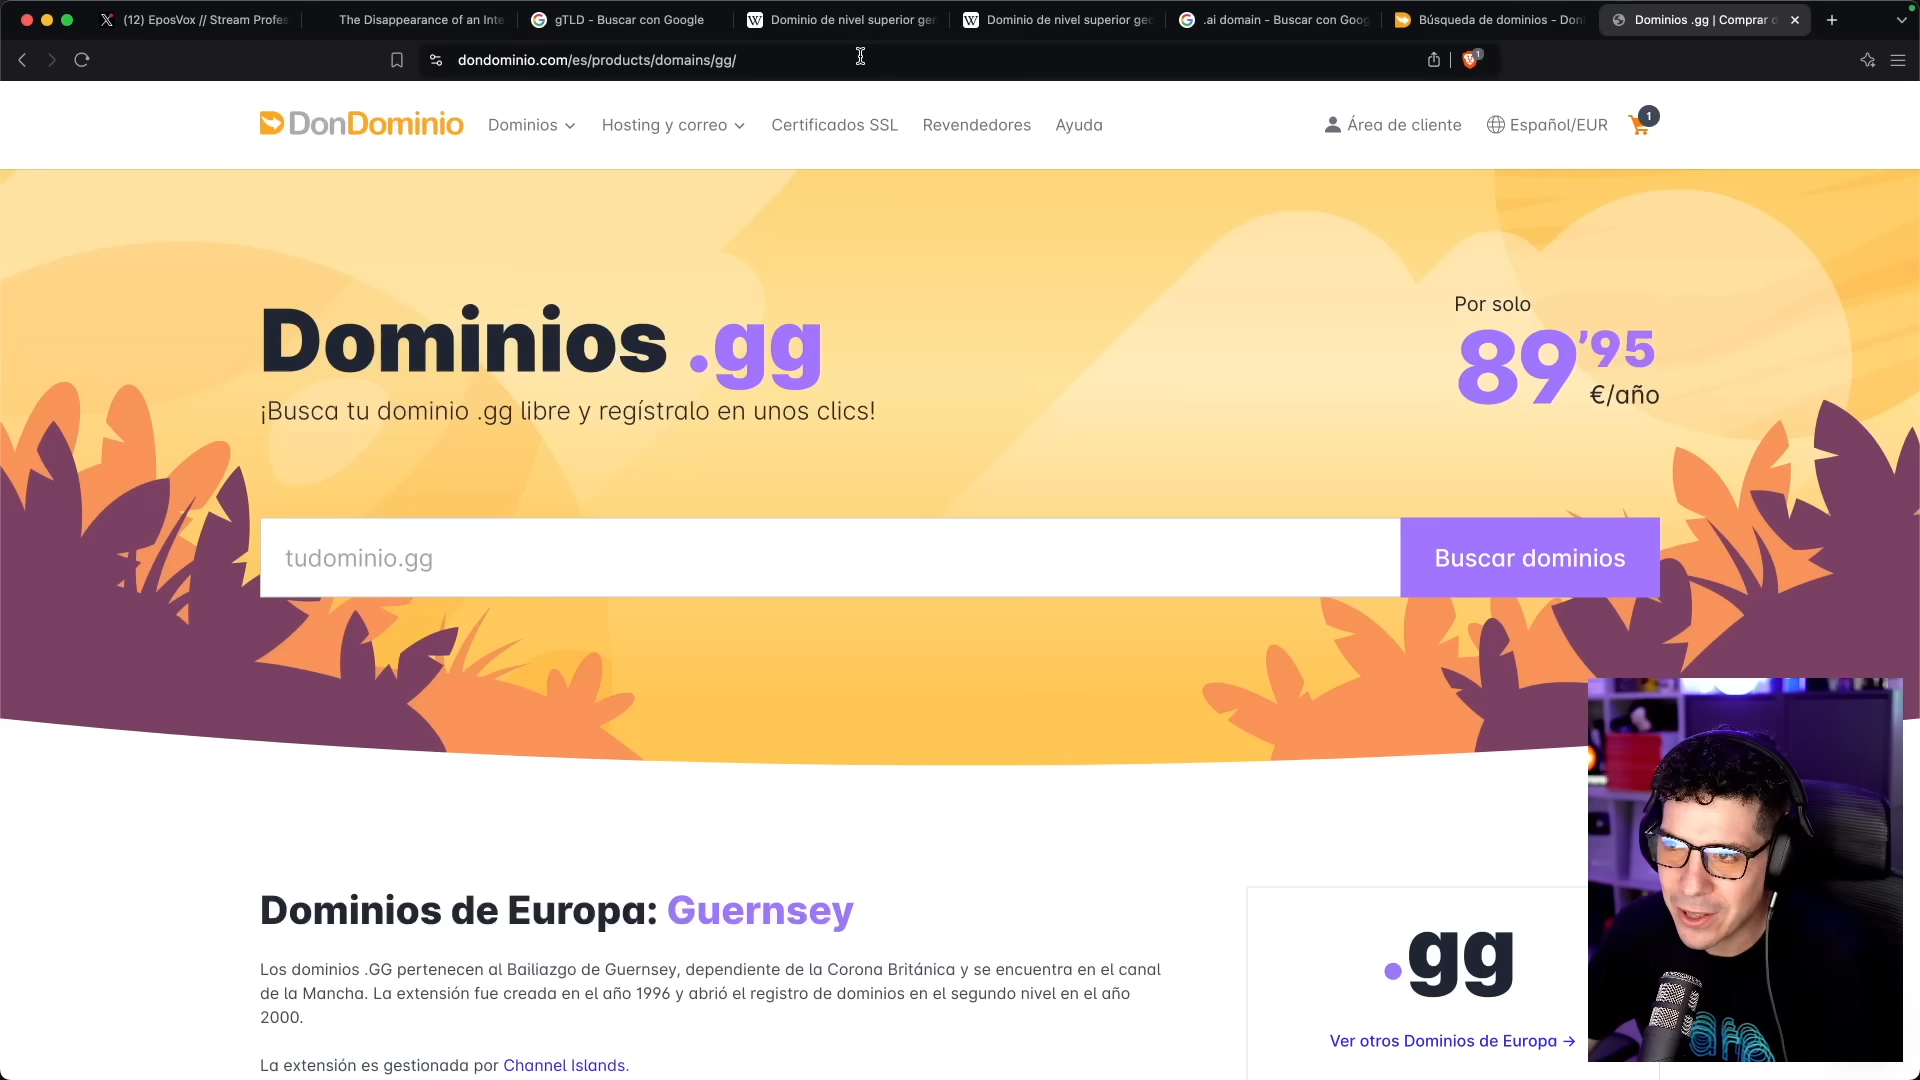 (12) EposVox // Stream Profes
The Disappearance of an Inte
gTLD - Buscar con Google
Dominio de nivel superior ge
Dominio de nivel superior geo
.ai domain - Buscar con Goog
Búsqueda de dominios - Don
Dominios .gg | Comprar d
dondominio.com/es/products/domains/gg/
1
DonDominio
Dominios
Hosting y correo
Certificados SSL
Revendedores
Ayuda
Área de cliente
Español/EUR
1
Dominios .gg
¡Busca tu dominio .gg libre y regístralo en unos clics!
Por solo
89'95
€/año
tudominio.gg
Buscar dominios
Dominios de Europa: Guernsey
Los dominios .GG pertenecen al Bailiazgo de Guernsey, dependiente de la Corona Británica y se encuentra en el canal
de la Mancha. La extensión fue creada en el año 1996 y abrió el registro de dominios en el segundo nivel en el año
2000.
La extensión es gestionada por Channel Islands.
.gg
Ver otros Dominios de Europa →